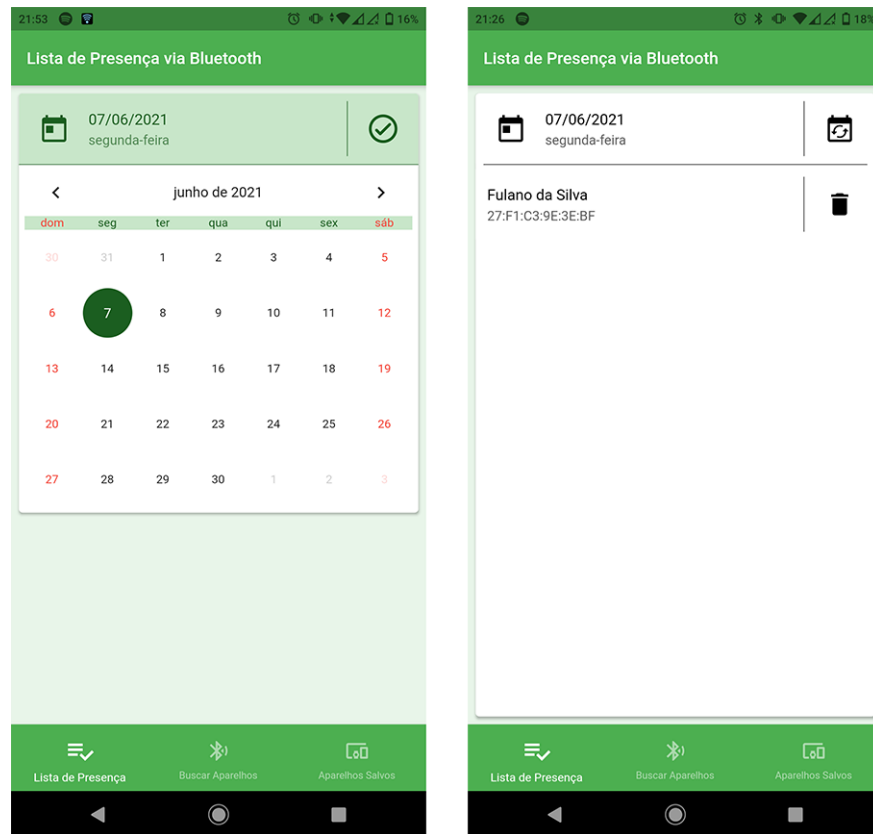 21:53
16%
Lista de Presença via Bluetooth
07/06/2021
segunda-feira
junho de 2021
dom seg ter qua qui sex sáb
30 31 1 2 3 4 5
6 7 8 9 10 11 12
13 14 15 16 17 18 19
20 21 22 23 24 25 26
27 28 29 30 1 2 3
Lista de Presença Buscar Aparelhos Aparelhos Salvos
21:26
18%
Lista de Presença via Bluetooth
07/06/2021
segunda-feira
Fulano da Silva
27:F1:C3:9E:3E:BF
Lista de Presença Buscar Aparelhos Aparelhos Salvos